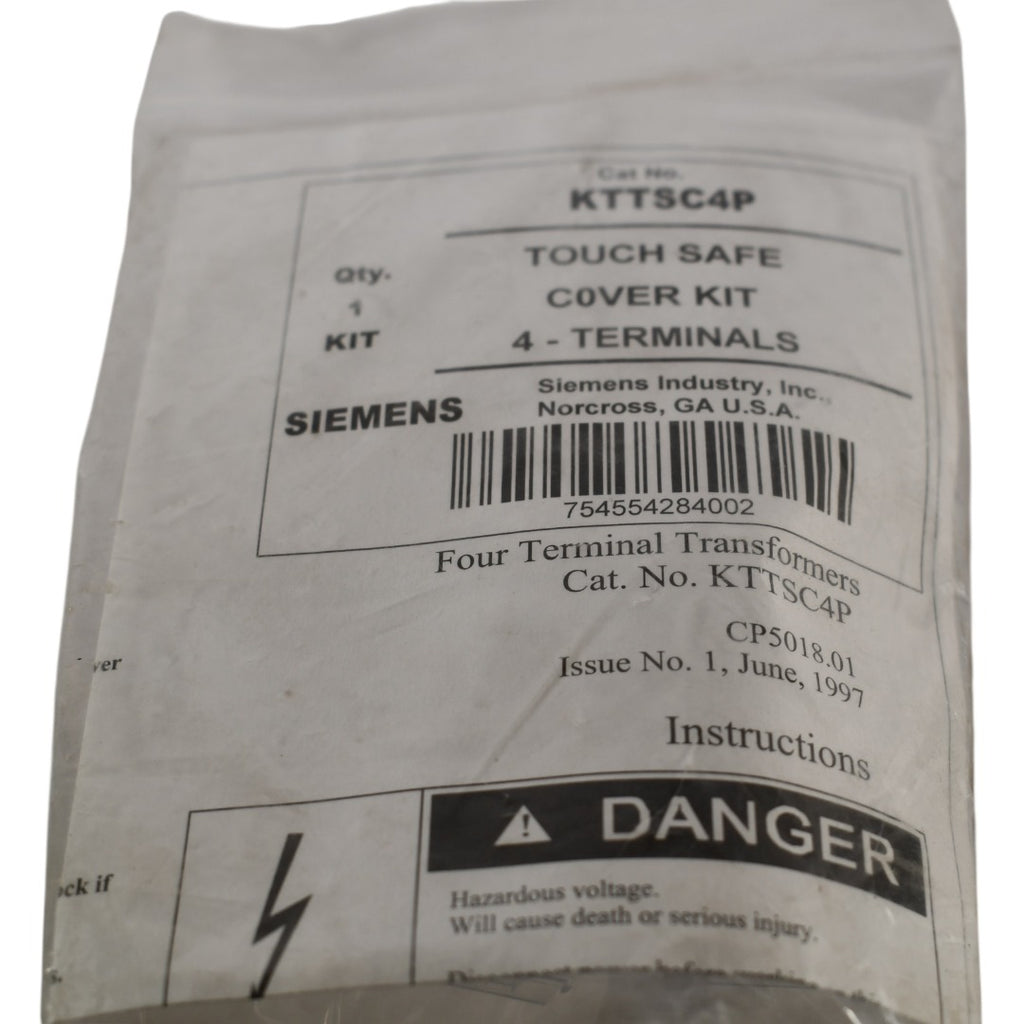 Cat No.
KTTSC4P
TOUCH SAFE
C0VER KIT
4 - TERMINALS
Qty.
1
KIT
SIEMENS
Siemens Industry, Inc.,
Norcross, GA U.S.A.
754554284002
Four Terminal Transformers
Cat. No. KTTSC4P
CP5018.01
Issue No. 1, June, 1997
Instructions
DANGER
Hazardous voltage.
Will cause death or serious injury.
ver
ock if
s.